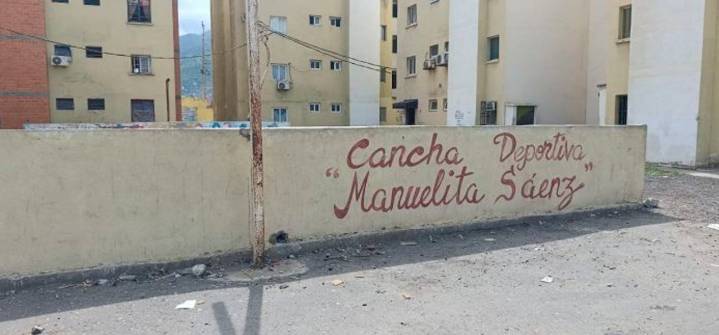 Cancha Deportiva
"Manuelita Sáenz"